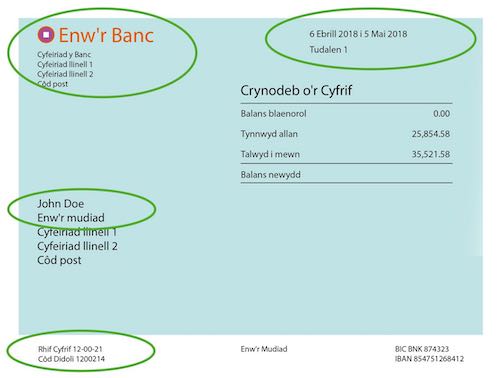 Enw'r Banc
Cyfeiriad y Banc
Cyfeiriad llinell 1
Cyfeiriad llinell 2
Côd post
6 Ebrill 2018 i 5 Mai 2018
Tudalen 1
Crynodeb o'r Cyfrif
Balans blaenorol 0.00
Tynnwyd allan 25,854.58
Talwyd i mewn 35,521.58
Balans newydd
John Doe
Enw'r mudiad
Cyfeiriad llinell 1
Cyfeiriad llinell 2
Côd post
Rhif Cyfrif 12-00-21
Côd Didoli 1200214
Enw'r Mudiad
BIC BNK 874323
IBAN 854751268412